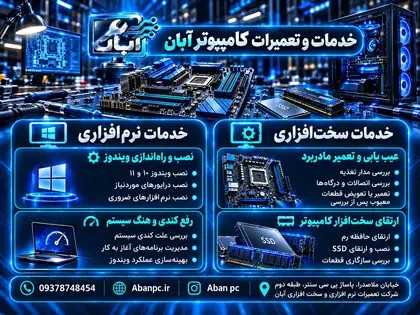 آبان
خدمات و تعمیرات کامپیوتر آبان
خدمات سخت‌افزاری
عیب یابی و تعمیر مادربرد
بررسی مدار تغذیه
بررسی اتصالات و درگاه‌ها
تعمیر یا تعویض قطعات
معیوب پس از بررسی
ارتقای سخت‌افزار کامپیوتر
ارتقای حافظه رم
نصب و ارتقای SSD
بررسی سازگاری قطعات
SSD
خدمات نرم‌افزاری
نصب و راه‌اندازی ویندوز
نصب ویندوز ۱۰ و ۱۱
نصب درایورهای موردنیاز
نصب نرم‌افزارهای ضروری
رفع کندی و هنگ سیستم
بررسی علت کندی سیستم
مدیریت برنامه‌های آغاز به کار
بهینه‌سازی عملکرد ویندوز
09378748454
Abanpc.ir
Aban pc
خیابان ملاصدرا، پاساژ پی سی سنتر، طبقه دوم
شرکت تعمیرات نرم افزاری و سخت افزاری آبان